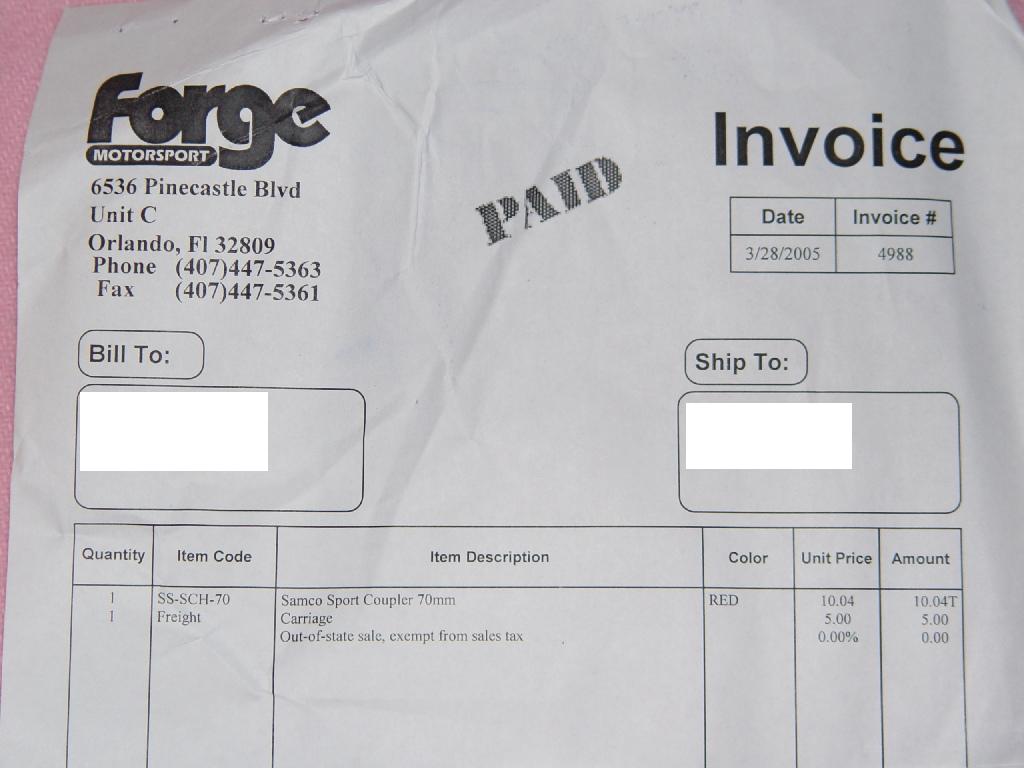 Forge
MOTORSPORT
6536 Pinecastle Blvd
Unit C
Orlando, Fl 32809
Phone (407)447-5363
Fax (407)447-5361
PAID
Invoice
Date Invoice #
3/28/2005 4988
Bill To:
Ship To:
Quantity Item Code Item Description Color Unit Price Amount
1 SS-SCH-70 Samco Sport Coupler 70mm RED 10.04 10.04T
1 Freight Carriage 5.00 5.00
Out-of-state sale, exempt from sales tax 0.00% 0.00